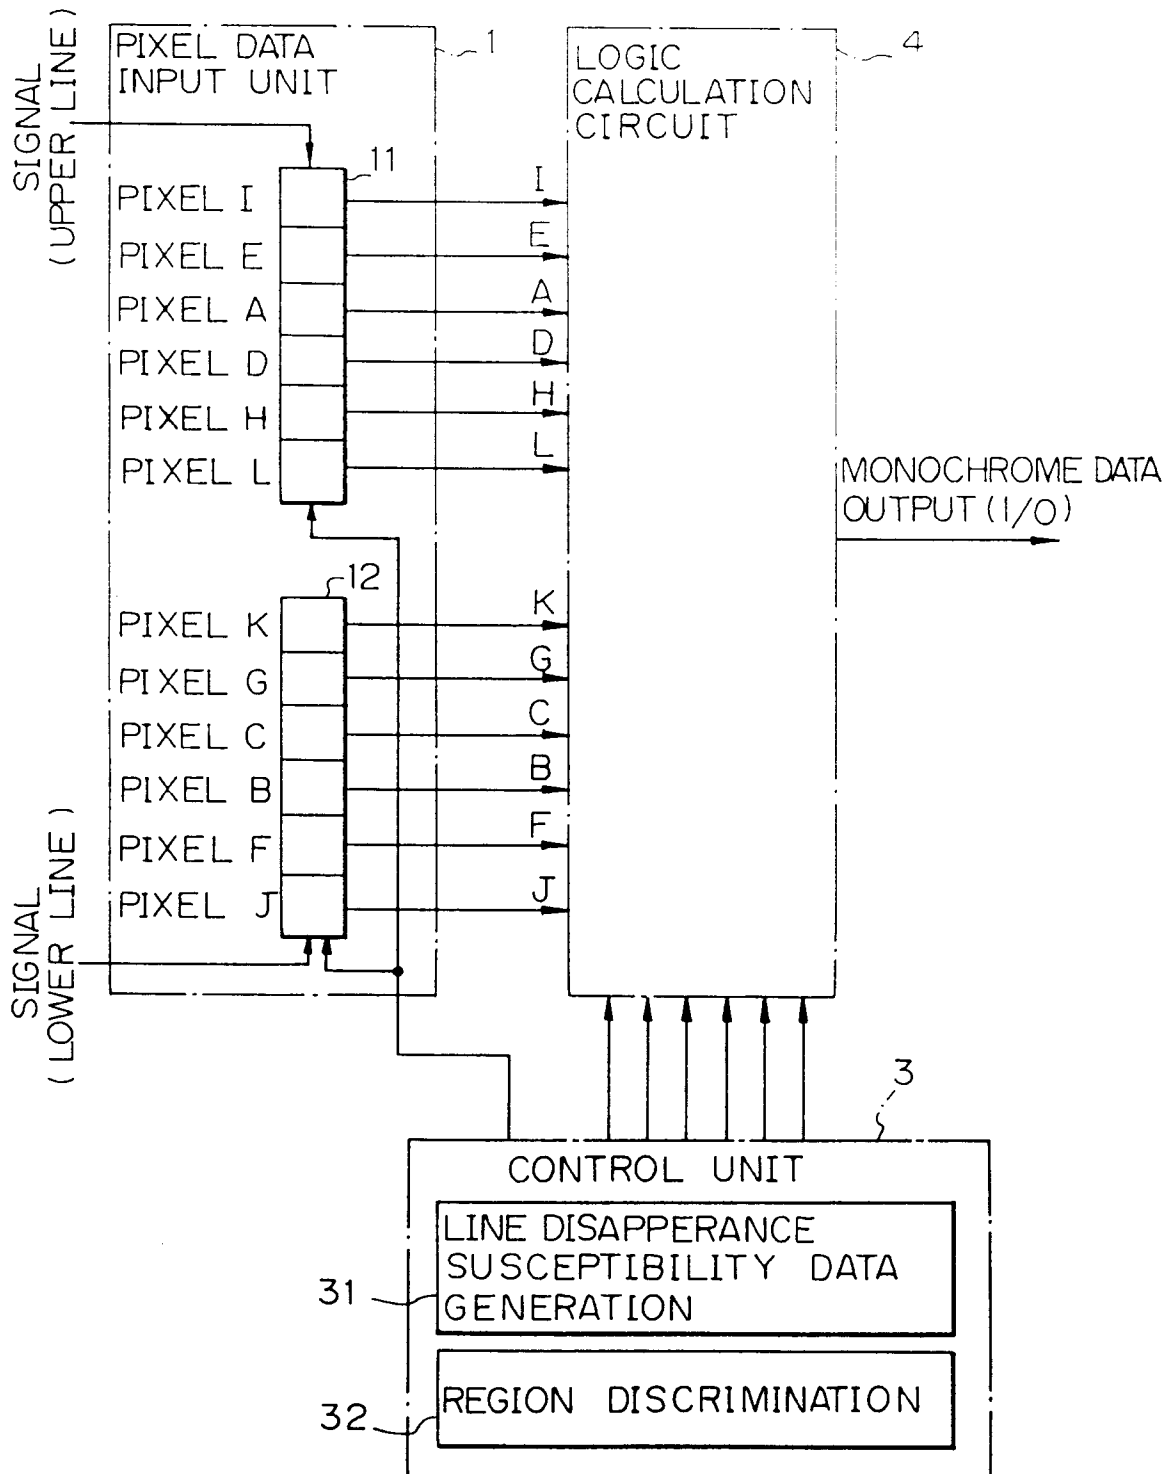 PIXEL DATA
INPUT UNIT
1
LOGIC
CALCULATION
CIRCUIT
4
SIGNAL
(UPPER LINE)
11
PIXEL I
I
PIXEL E
E
PIXEL A
A
PIXEL D
D
PIXEL H
H
PIXEL L
L
MONOCHROME DATA
OUTPUT (1/0)
12
PIXEL K
K
PIXEL G
G
PIXEL C
C
PIXEL B
B
PIXEL F
F
PIXEL J
J
SIGNAL
(LOWER LINE)
3
CONTROL UNIT
LINE DISAPPERANCE
SUSCEPTIBILITY DATA
GENERATION
31
REGION DISCRIMINATION
32